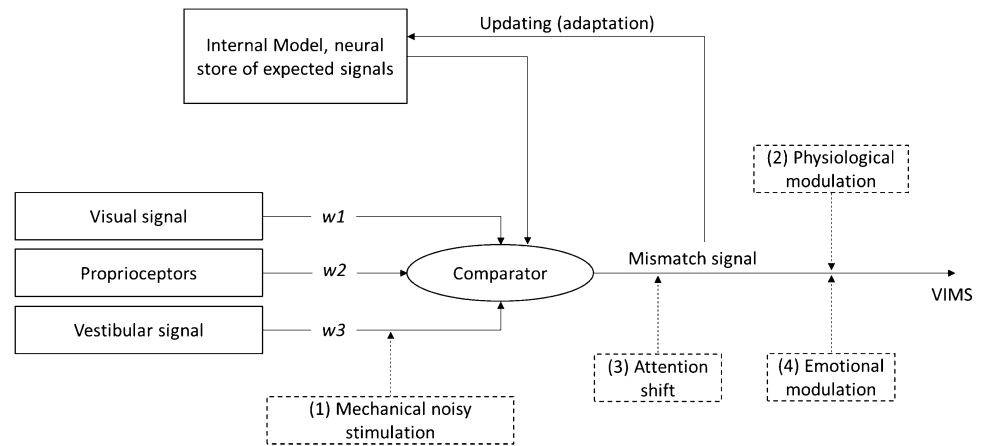 Updating (adaptation)
Internal Model, neural
store of expected signals
(2) Physiological
modulation
Visual signal
w1
Proprioceptors
w2
Comparator
Mismatch signal
VIMS
Vestibular signal
w3
(3) Attention
shift
(4) Emotional
modulation
(1) Mechanical noisy
stimulation